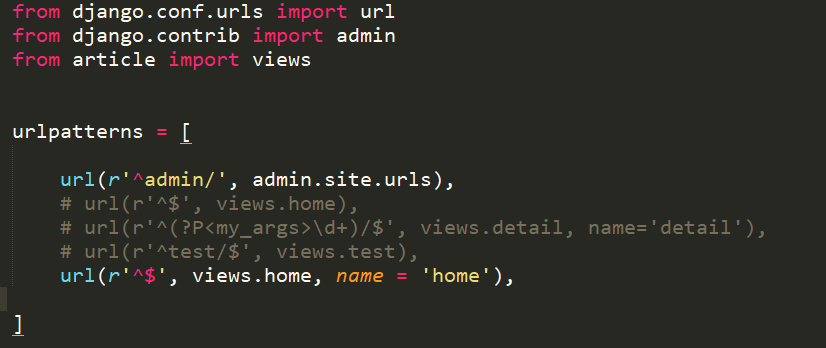 from django.conf.urls import url
from django.contrib import admin
from article import views
urlpatterns = [
url(r'^admin/', admin.site.urls),
# url(r'^$', views.home),
# url(r'^(?P<my_args>\d+)/$', views.detail, name='detail'),
# url(r'^test/$', views.test),
url(r'^$', views.home, name = 'home'),
]